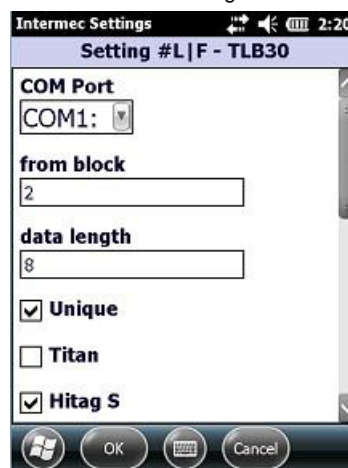 Intermec Settings 2:20
Setting #L|F - TLB30
COM Port
COM1:
from block
2
data length
8
Unique
Titan
Hitag S
OK Cancel